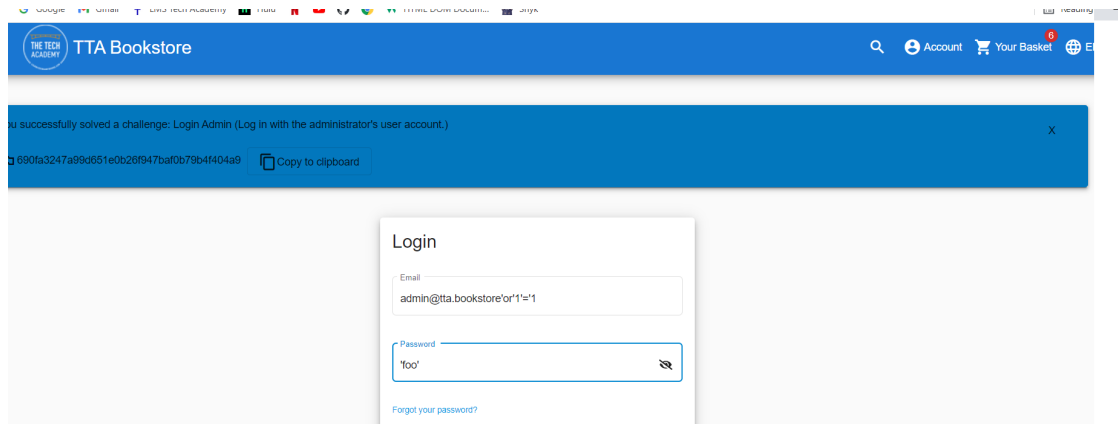 Google Gmail LMS Tech Academy Hulu HTML DOM Docum... Snyk Reading
THE TECH ACADEMY TTA Bookstore Account Your Basket 6
ou successfully solved a challenge: Login Admin (Log in with the administrator's user account.) X
690fa3247a99d651e0b26f947baf0b79b4f404a9 Copy to clipboard
Login
Email
admin@tta.bookstore'or'1'='1
Password
'foo'
Forgot your password?